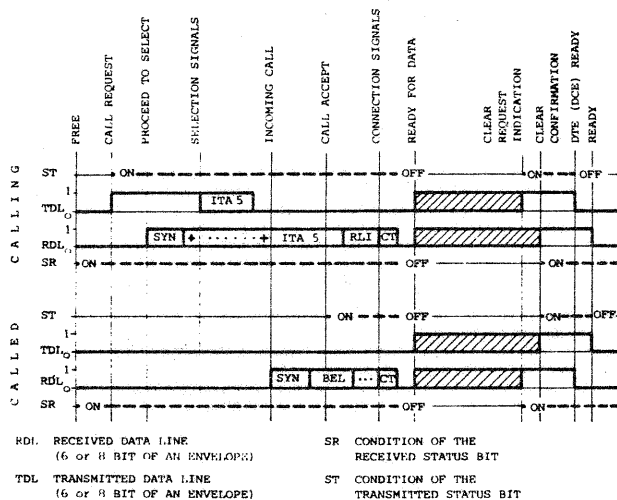 FREE
CALL REQUEST
PROCEED TO SELECT
SELECTION SIGNALS
INCOMING CALL
CALL ACCEPT
CONNECTION SIGNALS
READY FOR DATA
CLEAR REQUEST INDICATION
CLEAR CONFIRMATION
DTE (DCE) READY
READY
CALLING
ST ON OFF ON OFF
TDL 1 0 ITA 5
RDL 1 0 SYN + · · · · · · · + ITA 5 RLI CT
SR ON OFF ON
CALLED
ST ON OFF ON OFF
TDL 1 0
RDL 1 0 SYN BEL ··· CT
SR ON OFF ON
RDL RECEIVED DATA LINE
(6 or 8 BIT OF AN ENVELOPE)
SR CONDITION OF THE
RECEIVED STATUS BIT
TDL TRANSMITTED DATA LINE
(6 or 8 BIT OF AN ENVELOPE)
ST CONDITION OF THE
TRANSMITTED STATUS BIT